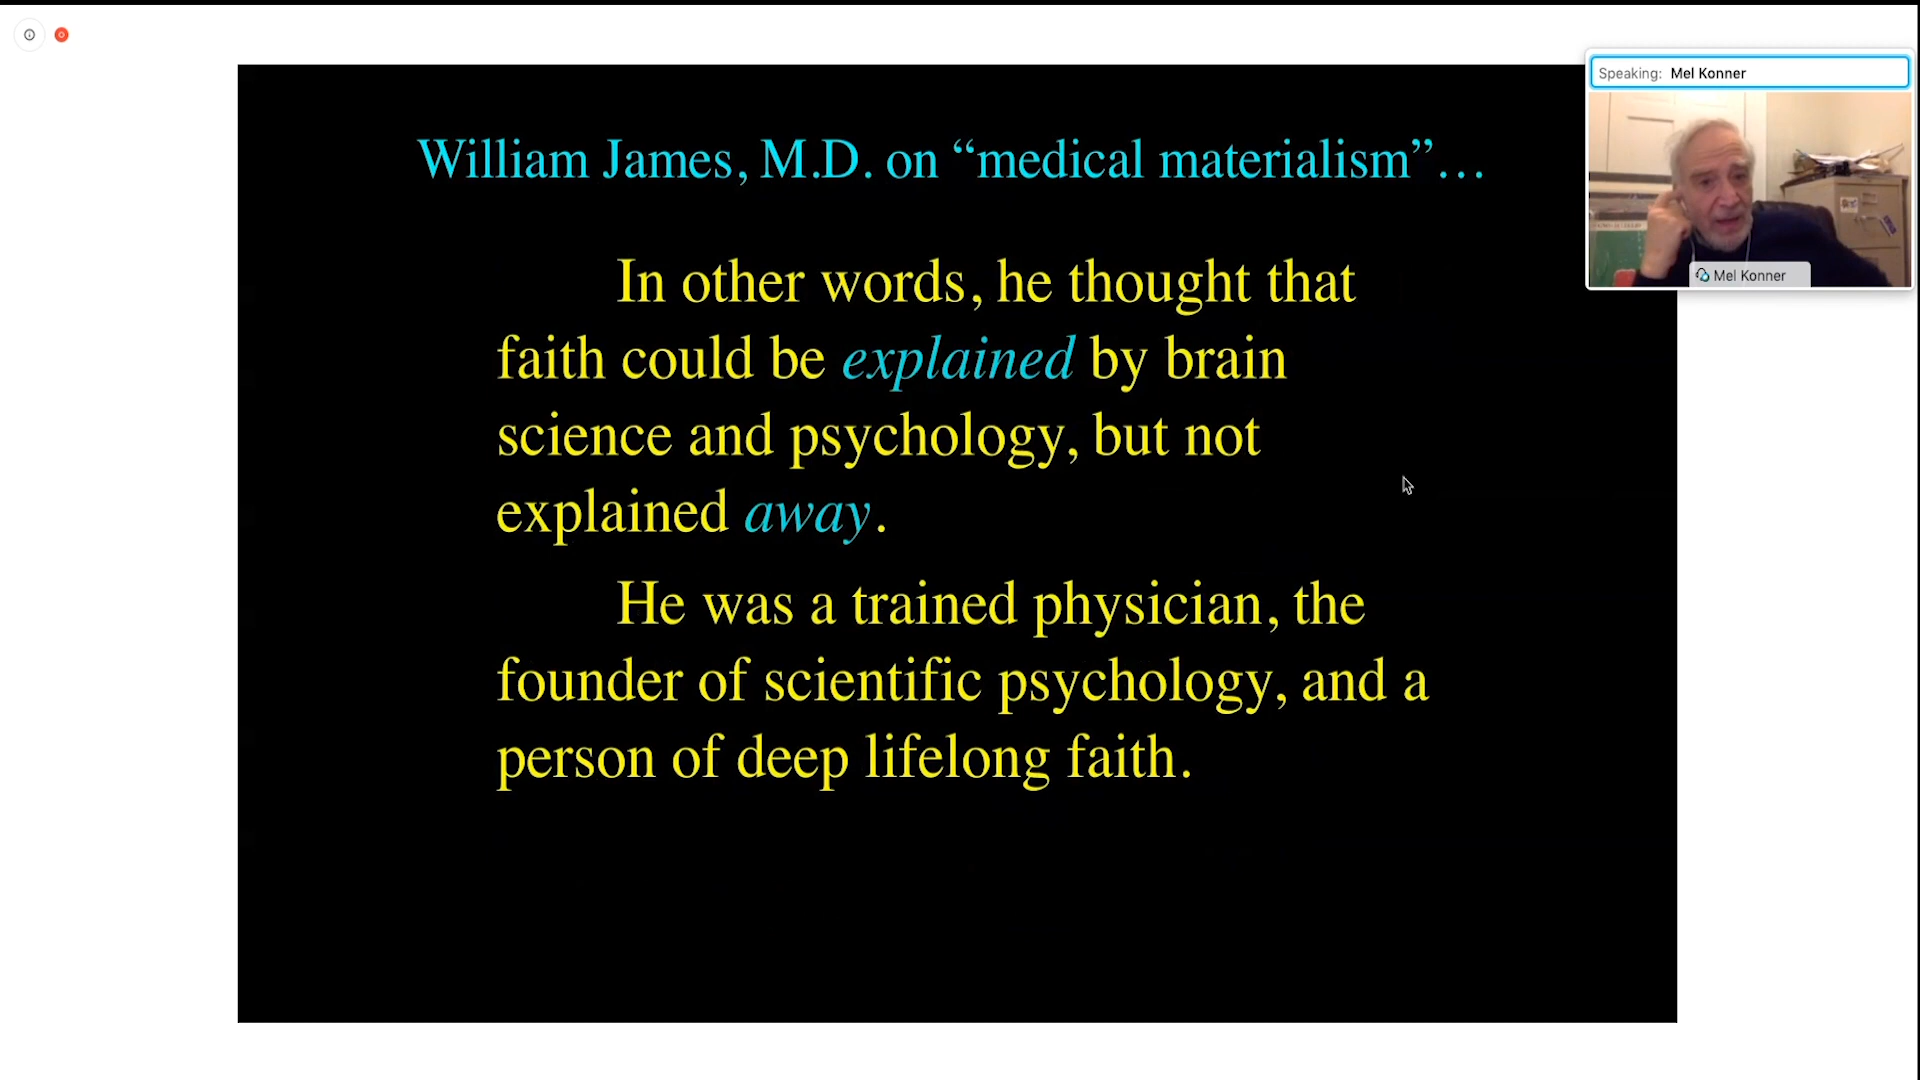 William James, M.D. on “medical materialism”…
In other words, he thought that
faith could be explained by brain
science and psychology, but not
explained away.
He was a trained physician, the
founder of scientific psychology, and a
person of deep lifelong faith.
Speaking: Mel Konner
Mel Konner